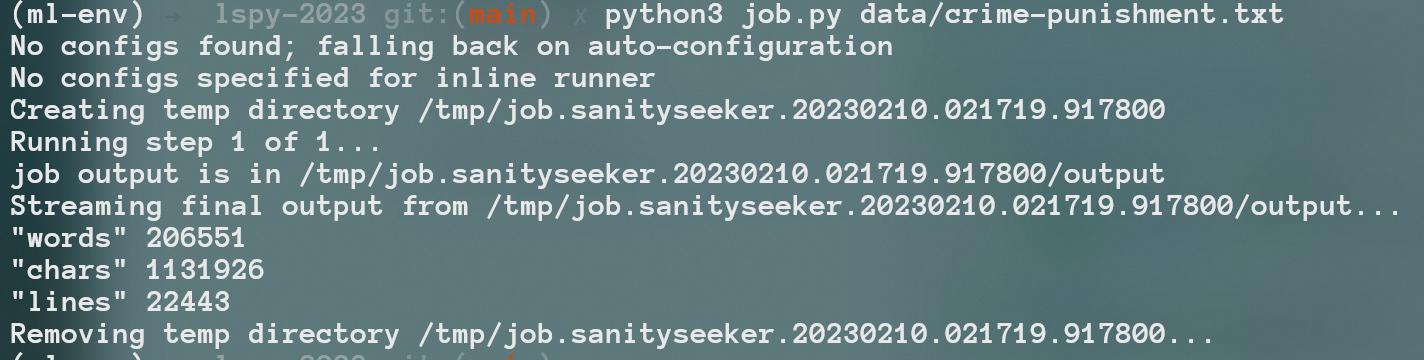 (ml-env) → lspy-2023 git:(main) x python3 job.py data/crime-punishment.txt
No configs found; falling back on auto-configuration
No configs specified for inline runner
Creating temp directory /tmp/job.sanityseeker.20230210.021719.917800
Running step 1 of 1...
job output is in /tmp/job.sanityseeker.20230210.021719.917800/output
Streaming final output from /tmp/job.sanityseeker.20230210.021719.917800/output...
"words" 206551
"chars" 1131926
"lines" 22443
Removing temp directory /tmp/job.sanityseeker.20230210.021719.917800...